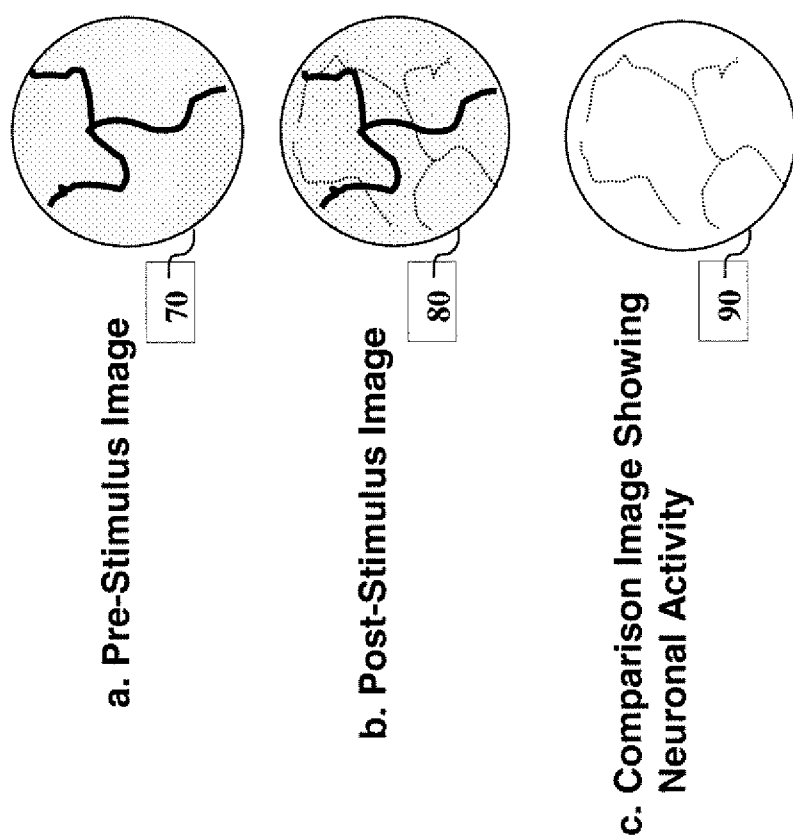 a. Pre-Stimulus Image
70
b. Post-Stimulus Image
80
c. Comparison Image Showing
Neuronal Activity
90